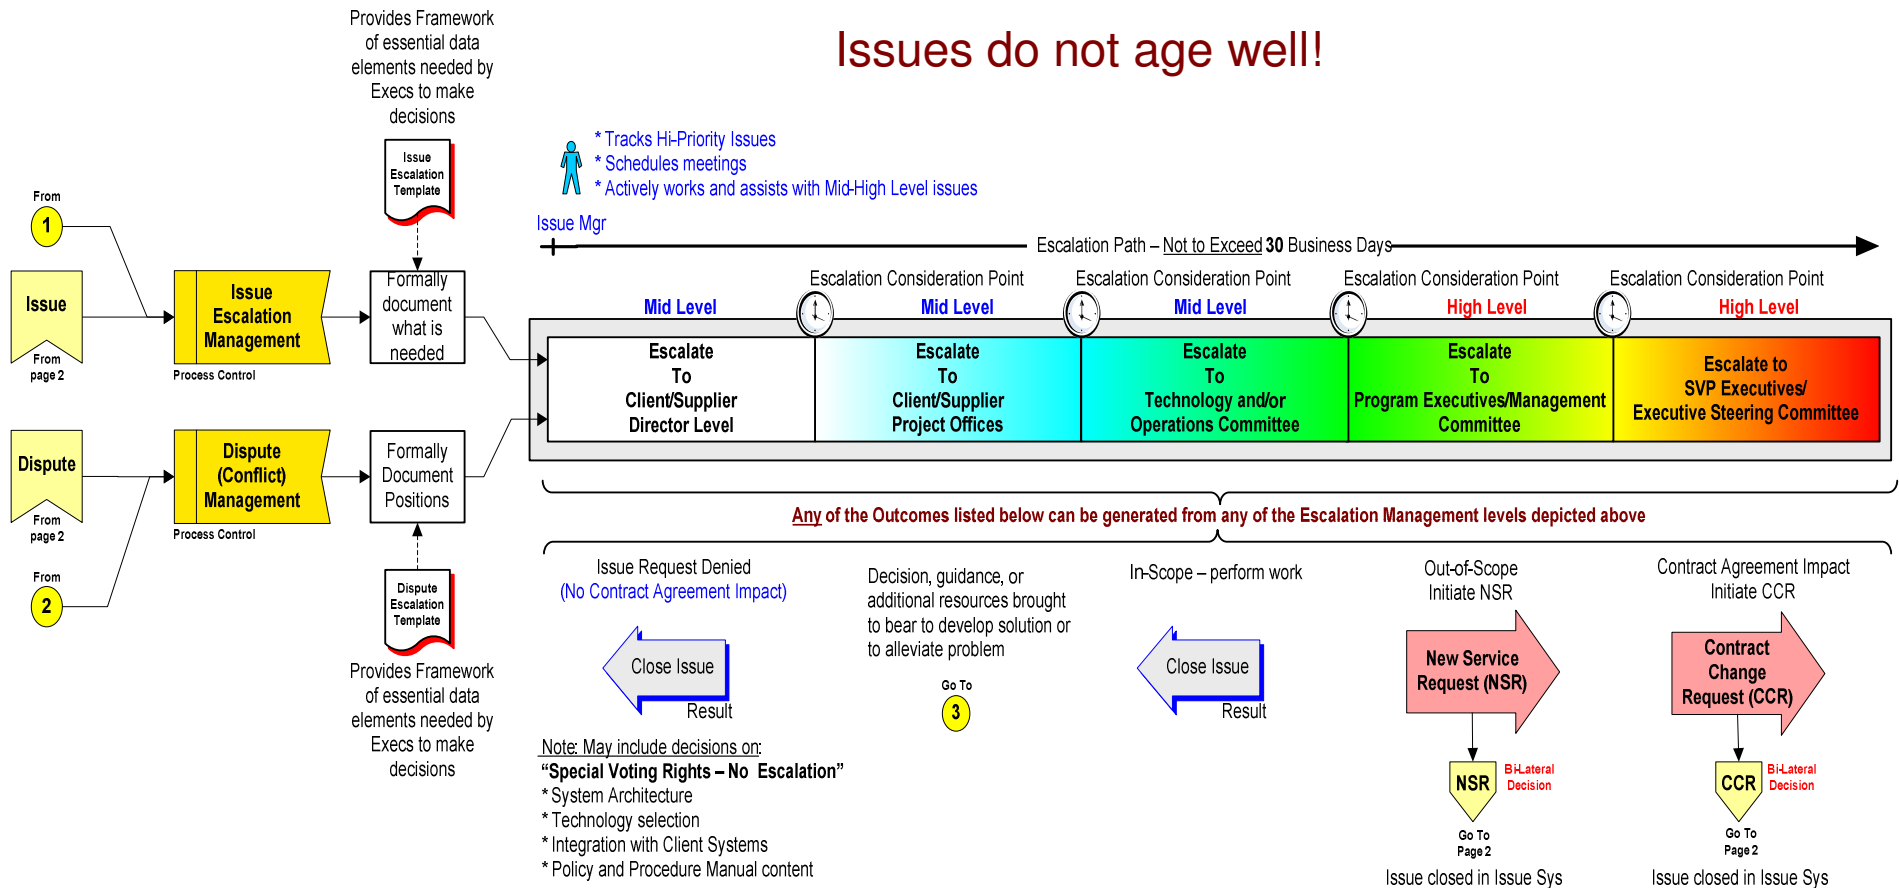 Issues do not age well!
Provides Framework
of essential data
elements needed by
Execs to make
decisions
Issue
Escalation
Template
* Tracks Hi-Priority Issues
* Schedules meetings
* Actively works and assists with Mid-High Level issues
Issue Mgr
Escalation Path – Not to Exceed 30 Business Days
From
1
Issue
From
page 2
Issue
Escalation
Management
Process Control
Formally
document
what is
needed
Escalation Consideration Point
Escalation Consideration Point
Escalation Consideration Point
Escalation Consideration Point
Mid Level
Mid Level
Mid Level
High Level
High Level
Escalate
To
Client/Supplier
Director Level
Escalate
To
Client/Supplier
Project Offices
Escalate
To
Technology and/or
Operations Committee
Escalate
To
Program Executives/Management
Committee
Escalate to
SVP Executives/
Executive Steering Committee
Dispute
From
page 2
Dispute
(Conflict)
Management
Process Control
Formally
Document
Positions
From
2
Dispute
Escalation
Template
Provides Framework
of essential data
elements needed by
Execs to make
decisions
Any of the Outcomes listed below can be generated from any of the Escalation Management levels depicted above
Issue Request Denied
(No Contract Agreement Impact)
Close Issue
Result
Note: May include decisions on:
“Special Voting Rights – No Escalation”
* System Architecture
* Technology selection
* Integration with Client Systems
* Policy and Procedure Manual content
Decision, guidance, or
additional resources brought
to bear to develop solution or
to alleviate problem
Go To
3
In-Scope – perform work
Close Issue
Result
Out-of-Scope
Initiate NSR
New Service
Request (NSR)
NSR
Bi-Lateral
Decision
Go To
Page 2
Issue closed in Issue Sys
Contract Agreement Impact
Initiate CCR
Contract
Change
Request (CCR)
CCR
Bi-Lateral
Decision
Go To
Page 2
Issue closed in Issue Sys